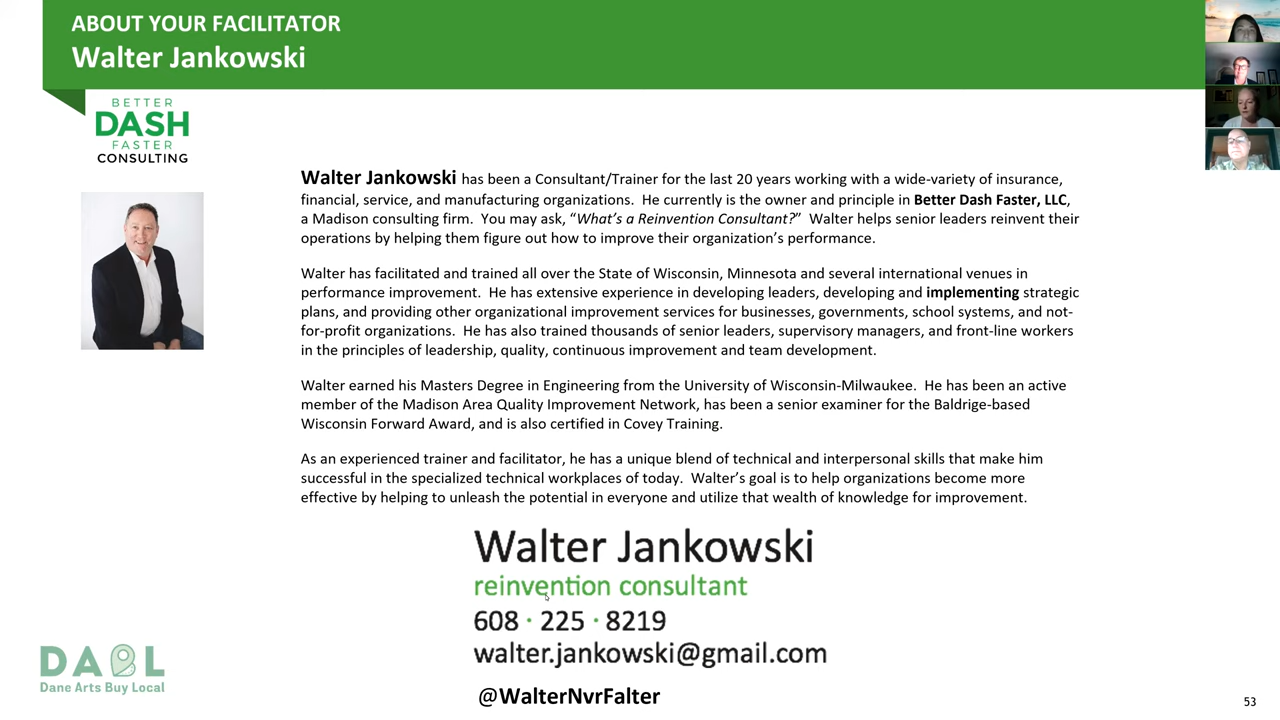 ABOUT YOUR FACILITATOR
Walter Jankowski
BETTER
DASH
FASTER
CONSULTING
Walter Jankowski has been a Consultant/Trainer for the last 20 years working with a wide-variety of insurance,
financial, service, and manufacturing organizations. He currently is the owner and principle in Better Dash Faster, LLC,
a Madison consulting firm. You may ask, “What’s a Reinvention Consultant?” Walter helps senior leaders reinvent their
operations by helping them figure out how to improve their organization’s performance.
Walter has facilitated and trained all over the State of Wisconsin, Minnesota and several international venues in
performance improvement. He has extensive experience in developing leaders, developing and implementing strategic
plans, and providing other organizational improvement services for businesses, governments, school systems, and not-
for-profit organizations. He has also trained thousands of senior leaders, supervisory managers, and front-line workers
in the principles of leadership, quality, continuous improvement and team development.
Walter earned his Masters Degree in Engineering from the University of Wisconsin-Milwaukee. He has been an active
member of the Madison Area Quality Improvement Network, has been a senior examiner for the Baldrige-based
Wisconsin Forward Award, and is also certified in Covey Training.
As an experienced trainer and facilitator, he has a unique blend of technical and interpersonal skills that make him
successful in the specialized technical workplaces of today. Walter’s goal is to help organizations become more
effective by helping to unleash the potential in everyone and utilize that wealth of knowledge for improvement.
Walter Jankowski
reinvention consultant
608 · 225 · 8219
walter.jankowski@gmail.com
@WalterNvrFalter
DABL
Dane Arts Buy Local
53